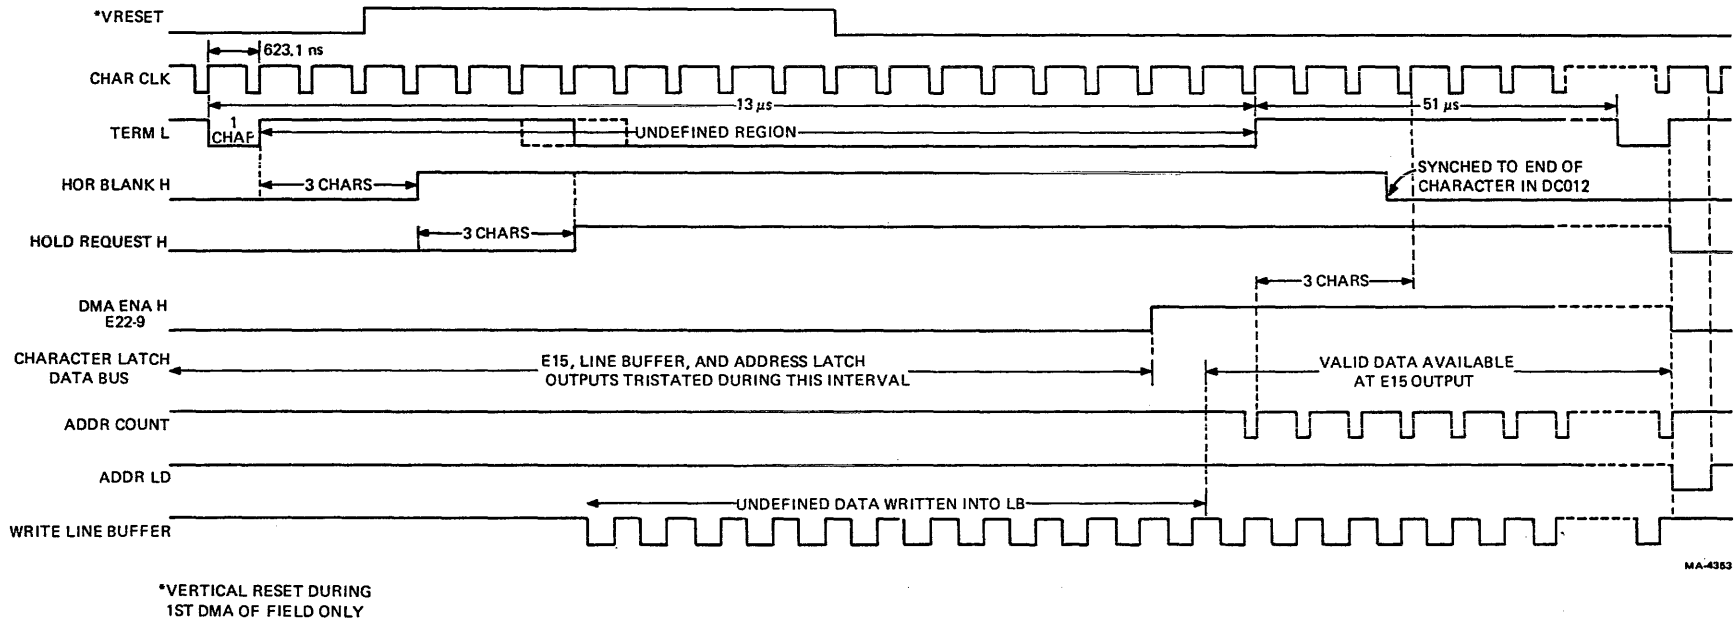 *VRESET
623.1 ns
CHAR CLK
13 µs
51 µs
TERM L
1
CHAR
UNDEFINED REGION
HOR BLANK H
3 CHARS
SYNCHED TO END OF
CHARACTER IN DC012
HOLD REQUEST H
3 CHARS
3 CHARS
DMA ENA H
E22-9
CHARACTER LATCH
DATA BUS
E15, LINE BUFFER, AND ADDRESS LATCH
OUTPUTS TRISTATED DURING THIS INTERVAL
VALID DATA AVAILABLE
AT E15 OUTPUT
ADDR COUNT
ADDR LD
UNDEFINED DATA WRITTEN INTO LB
WRITE LINE BUFFER
MA-4353
*VERTICAL RESET DURING
1ST DMA OF FIELD ONLY